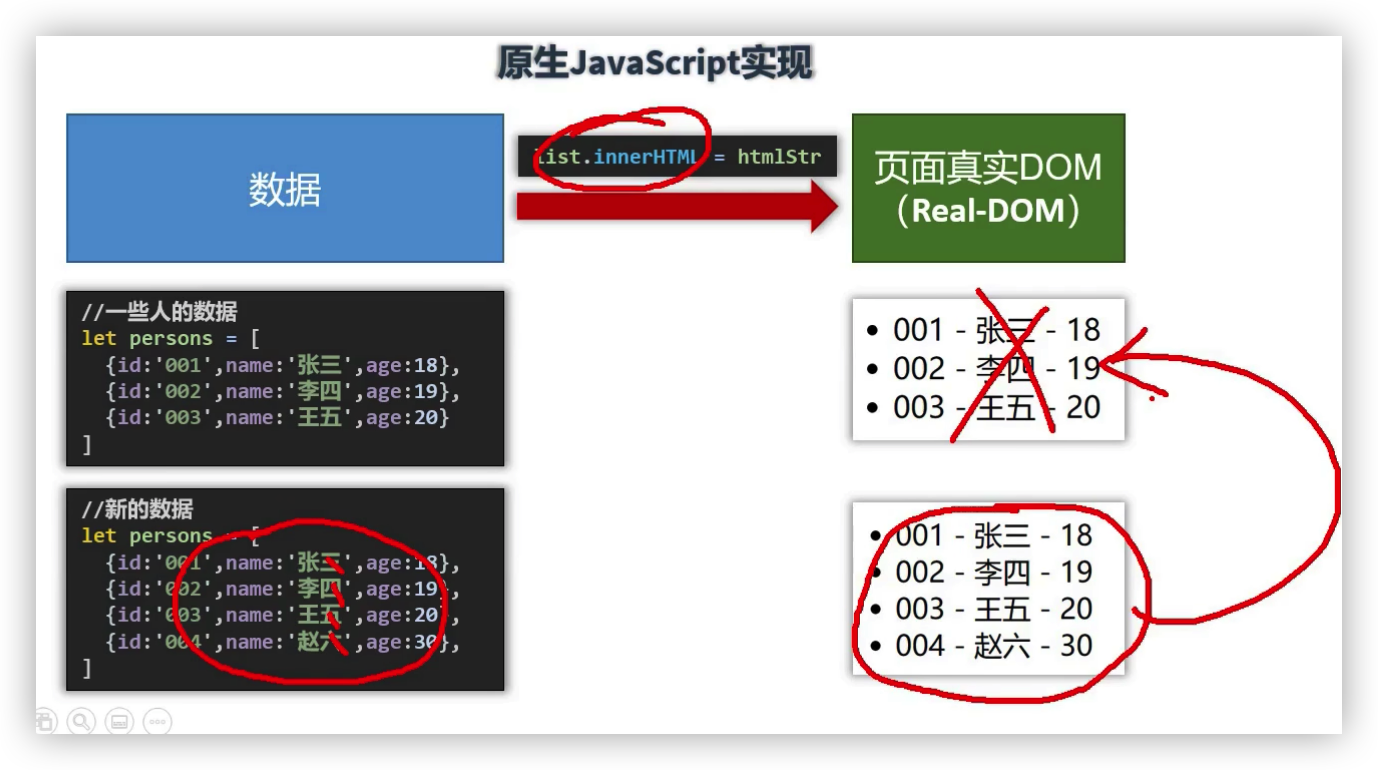 原生JavaScript实现
数据
list.innerHTML = htmlStr
页面真实DOM
（Real-DOM）
//一些人的数据
let persons = [
{id:'001',name:'张三',age:18},
{id:'002',name:'李四',age:19},
{id:'003',name:'王五',age:20}
]
• 001 - 张三 - 18
• 002 - 李四 - 19
• 003 - 王五 - 20
//新的数据
let persons = [
{id:'001',name:'张三',age:18},
{id:'002',name:'李四',age:19},
{id:'003',name:'王五',age:20},
{id:'004',name:'赵六',age:30},
]
• 001 - 张三 - 18
• 002 - 李四 - 19
• 003 - 王五 - 20
• 004 - 赵六 - 30